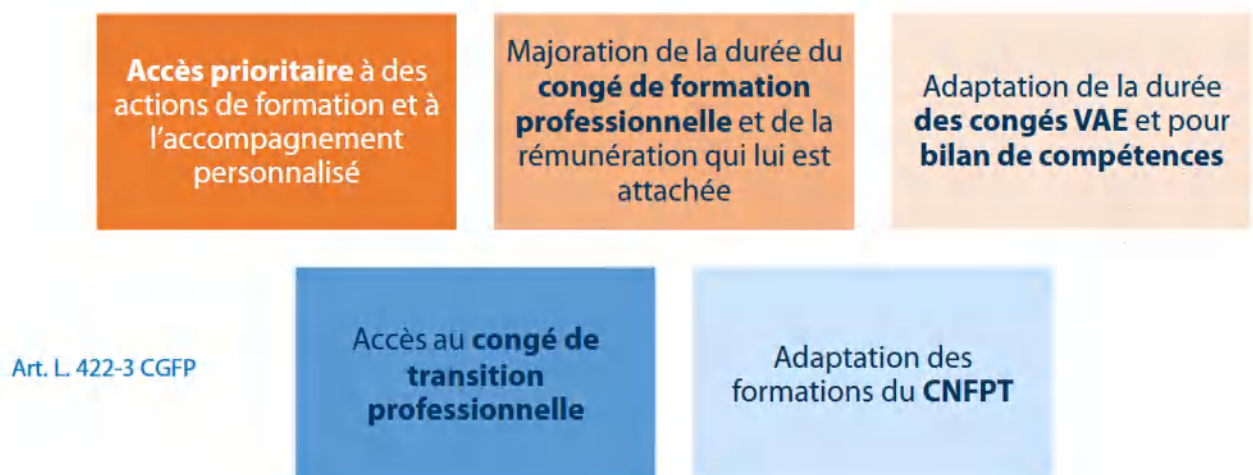 Accès prioritaire à des
actions de formation et à
l'accompagnement
personnalisé
Majoration de la durée du
congé de formation
professionnelle et de la
rémunération qui lui est
attachée
Adaptation de la durée
des congés VAE et pour
bilan de compétences
Art. L. 422-3 CGFP
Accès au congé de
transition
professionnelle
Adaptation des
formations du CNFPT